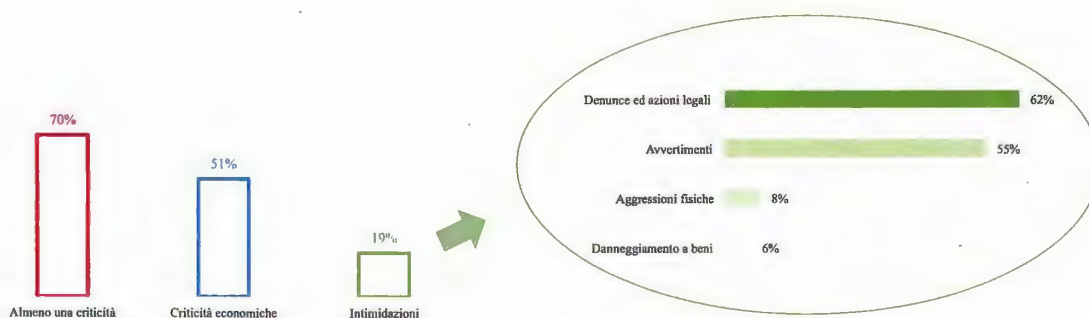 70%
Almeno una criticità
51%
Criticità economiche
19%
Intimidazioni
Denunce ed azioni legali 62%
Avvertimenti 55%
Aggressioni fisiche 8%
Danneggiamento a beni 6%